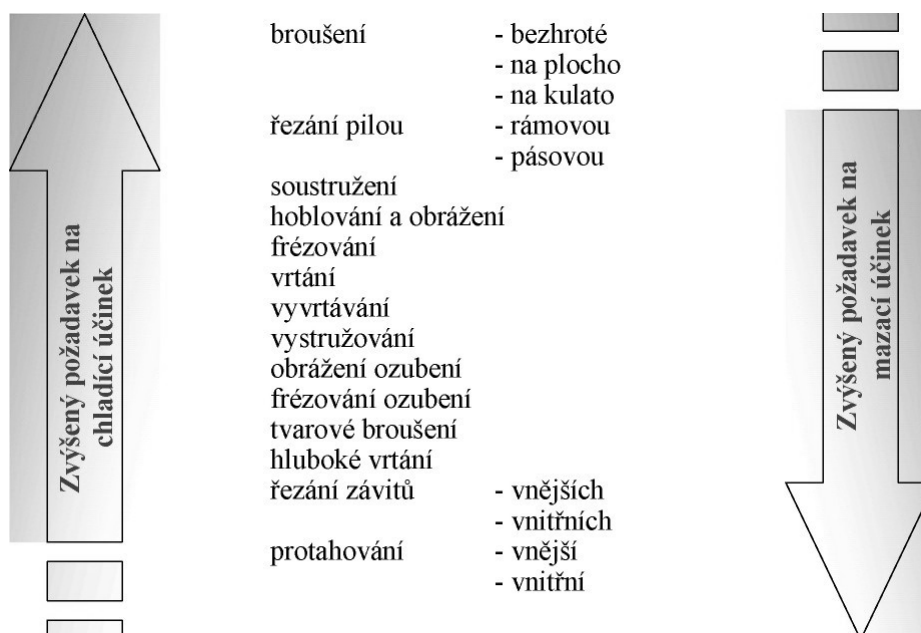 broušení - bezhroté
- na plocho
- na kulato
řezání pilou - rámovou
- pásovou
soustružení
hoblování a obrážení
frézování
vrtání
vyvrtávání
vystružování
obrážení ozubení
frézování ozubení
tvarové broušení
hluboké vrtání
řezání závitů - vnějších
- vnitřních
protahování - vnější
- vnitřní
Zvýšený požadavek na
chladící účinek
Zvýšený požadavek na
mazací účinek